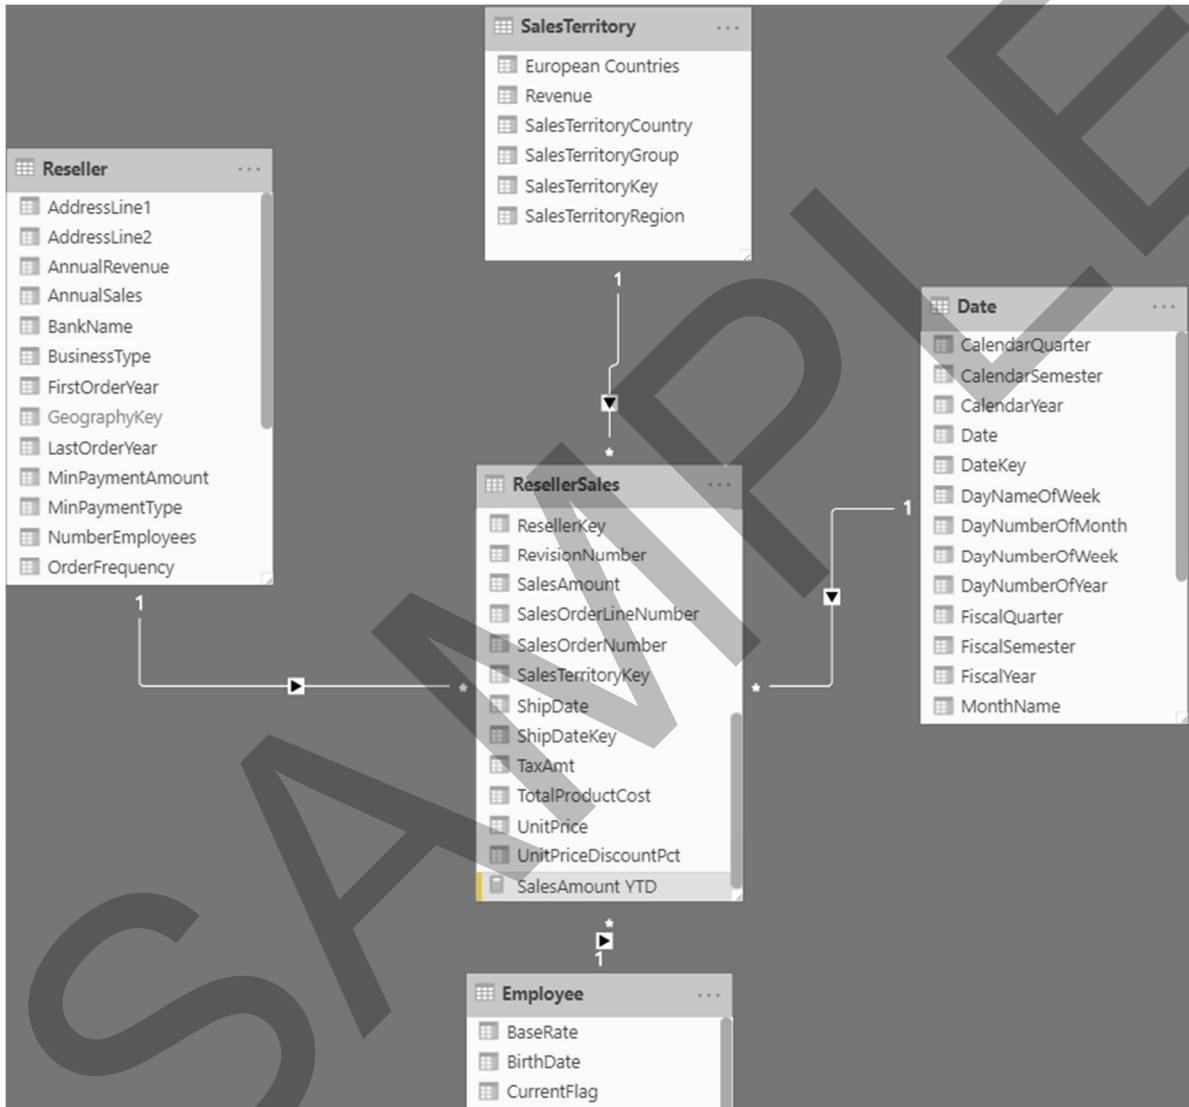 SalesTerritory
European Countries
Revenue
SalesTerritoryCountry
SalesTerritoryGroup
SalesTerritoryKey
SalesTerritoryRegion
1
*
Reseller
AddressLine1
AddressLine2
AnnualRevenue
AnnualSales
BankName
BusinessType
FirstOrderYear
GeographyKey
LastOrderYear
MinPaymentAmount
MinPaymentType
NumberEmployees
OrderFrequency
1
*
Date
CalendarQuarter
CalendarSemester
CalendarYear
Date
DateKey
DayNameOfWeek
DayNumberOfMonth
DayNumberOfWeek
DayNumberOfYear
FiscalQuarter
FiscalSemester
FiscalYear
MonthName
1
*
ResellerSales
ResellerKey
RevisionNumber
SalesAmount
SalesOrderLineNumber
SalesOrderNumber
SalesTerritoryKey
ShipDate
ShipDateKey
TaxAmt
TotalProductCost
UnitPrice
UnitPriceDiscountPct
SalesAmount YTD
*
1
Employee
BaseRate
BirthDate
CurrentFlag
SAMPLE